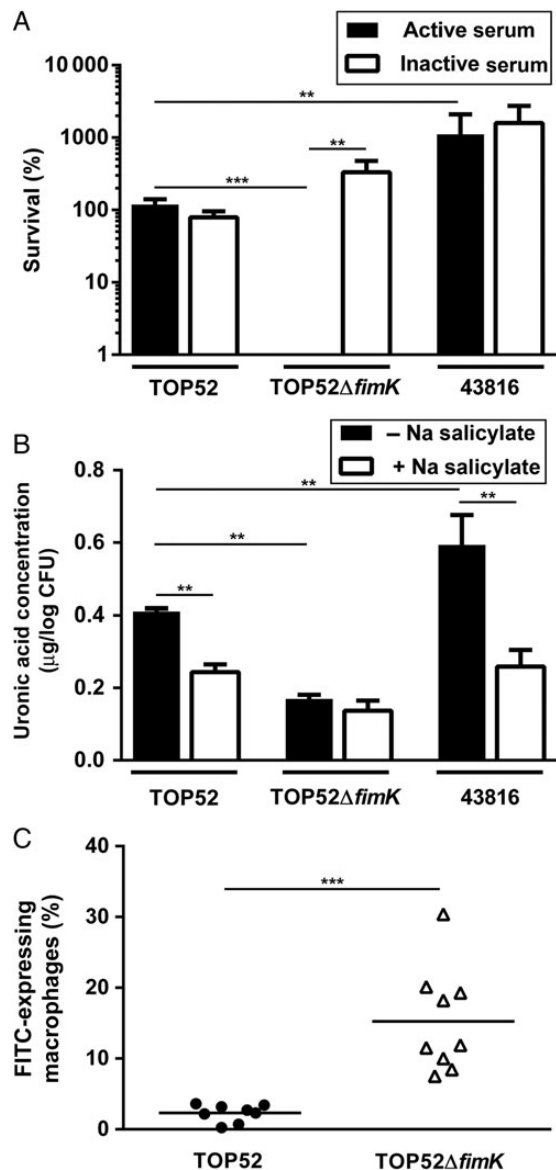 A
Active serum
Inactive serum
Survival (%)
10 000
1000
100
10
1
**
**
***
TOP52
TOP52ΔfimK
43816
B
– Na salicylate
+ Na salicylate
Uronic acid concentration
(μg/log CFU)
0.8
0.6
0.4
0.2
0.0
**
**
**
**
TOP52
TOP52ΔfimK
43816
C
FITC-expressing
macrophages (%)
40
30
20
10
0
***
TOP52
TOP52ΔfimK